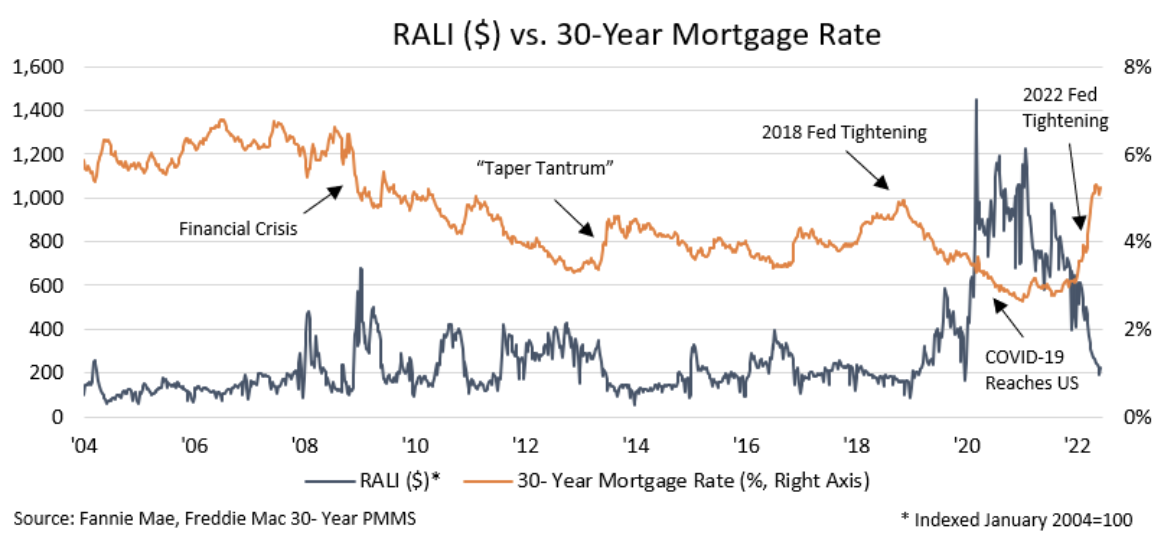 RALI ($) vs. 30-Year Mortgage Rate
1,600
1,400
1,200
1,000
800
600
400
200
0
8%
6%
4%
2%
0%
Financial Crisis
“Taper Tantrum”
2018 Fed Tightening
2022 Fed
Tightening
COVID-19
Reaches US
'04 '06 '08 '10 '12 '14 '16 '18 '20 '22
RALI ($)* 30- Year Mortgage Rate (%, Right Axis)
Source: Fannie Mae, Freddie Mac 30- Year PMMS * Indexed January 2004=100